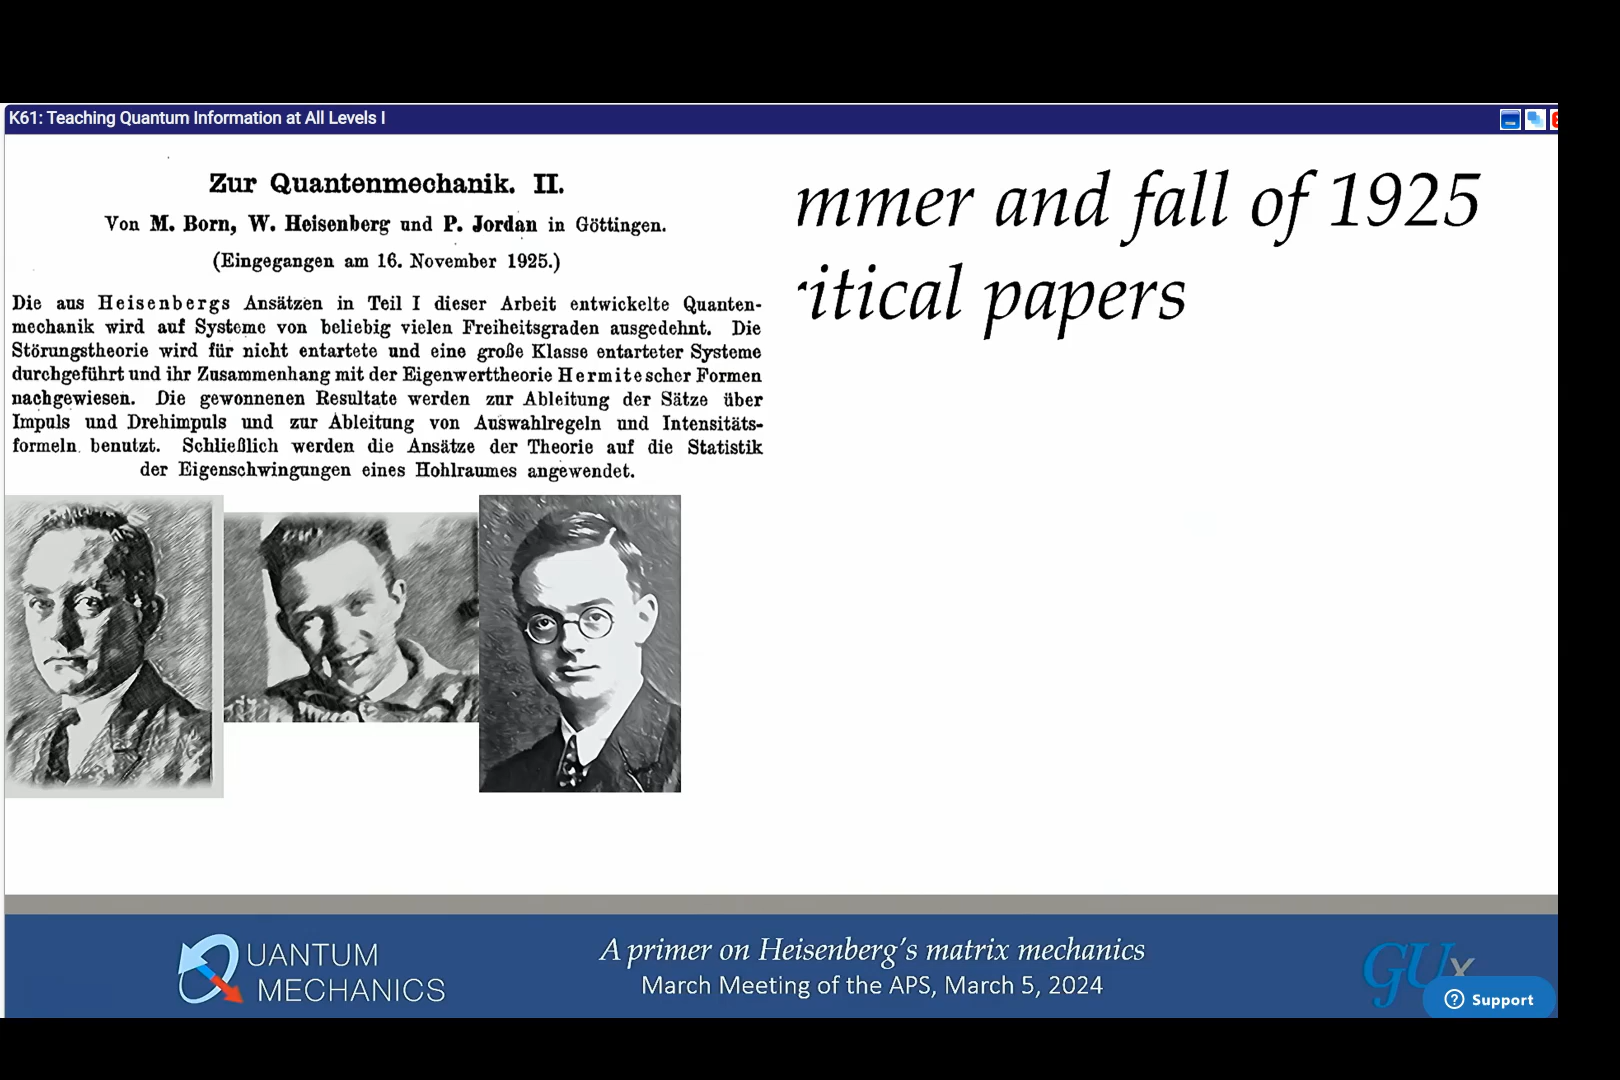 K61: Teaching Quantum Information at All Levels I
Zur Quantenmechanik. II.
Von M. Born, W. Heisenberg und P. Jordan in Göttingen.
(Eingegangen am 16. November 1925.)
Die aus Heisenbergs Ansätzen in Teil I dieser Arbeit entwickelte Quanten-
mechanik wird auf Systeme von beliebig vielen Freiheitsgraden ausgedehnt. Die
Störungstheorie wird für nicht entartete und eine große Klasse entarteter Systeme
durchgeführt und ihr Zusammenhang mit der Eigenwerttheorie Hermitescher Formen
nachgewiesen. Die gewonnenen Resultate werden zur Ableitung der Sätze über
Impuls und Drehimpuls und zur Ableitung von Auswahlregeln und Intensitäts-
formeln benutzt. Schließlich werden die Ansätze der Theorie auf die Statistik
der Eigenschwingungen eines Hohlraumes angewendet.
mmer and fall of 1925
itical papers
QUANTUM
MECHANICS
A primer on Heisenberg's matrix mechanics
March Meeting of the APS, March 5, 2024
GUx
Support